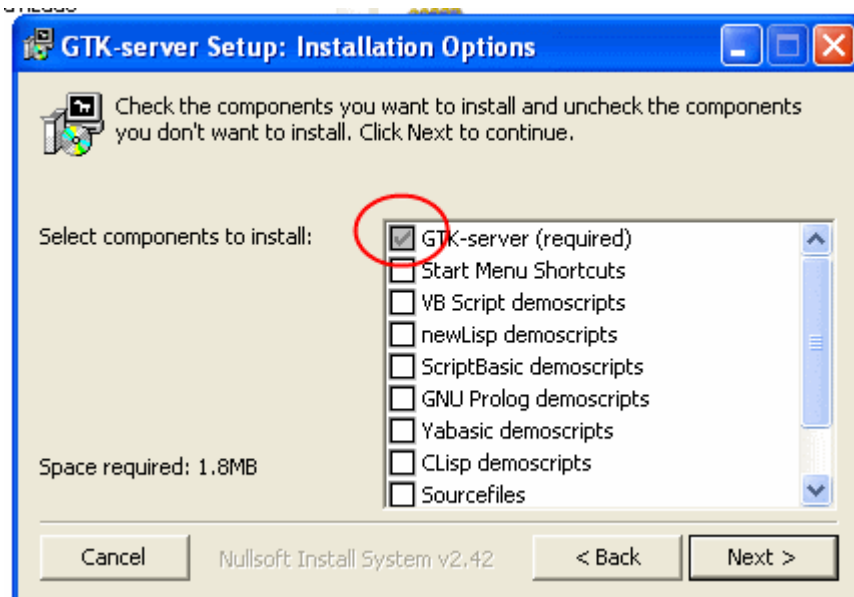 GTK-server Setup: Installation Options
Check the components you want to install and uncheck the components
you don't want to install. Click Next to continue.
Select components to install:
GTK-server (required)
Start Menu Shortcuts
VB Script demoscripts
newLisp demoscripts
ScriptBasic demoscripts
GNU Prolog demoscripts
Yabasic demoscripts
CLisp demoscripts
Sourcefiles
Space required: 1.8MB
Cancel
Nullsoft Install System v2.42
< Back
Next >